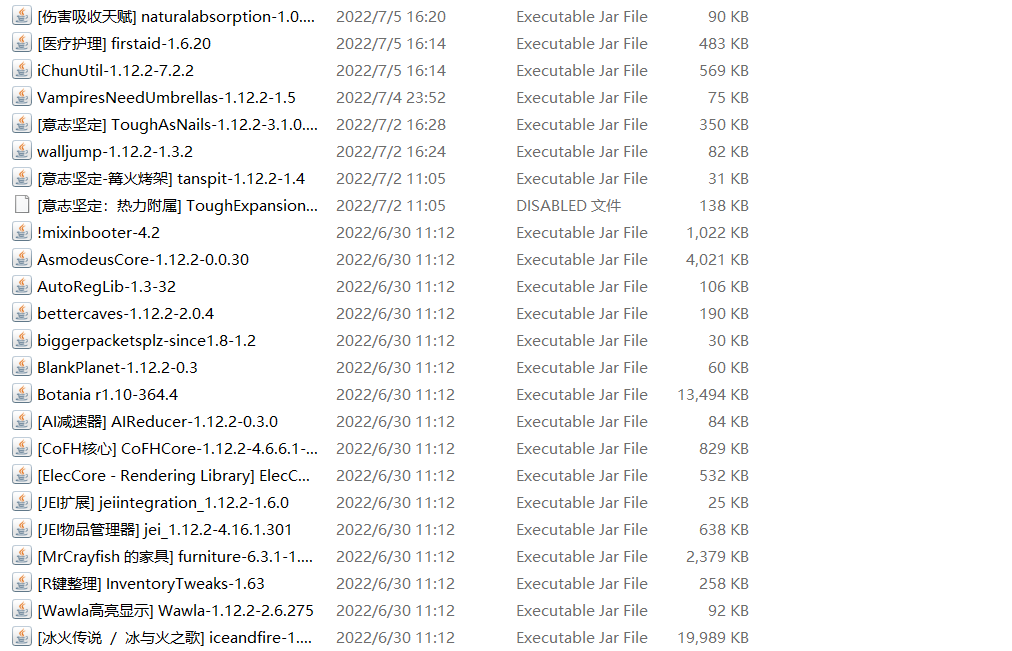 [伤害吸收天赋] naturalabsorption-1.0.... 2022/7/5 16:20 Executable Jar File 90 KB
[医疗护理] firstaid-1.6.20 2022/7/5 16:14 Executable Jar File 483 KB
iChunUtil-1.12.2-7.2.2 2022/7/5 16:14 Executable Jar File 569 KB
VampiresNeedUmbrellas-1.12.2-1.5 2022/7/4 23:52 Executable Jar File 75 KB
[意志坚定] ToughAsNails-1.12.2-3.1.0.... 2022/7/2 16:28 Executable Jar File 350 KB
walljump-1.12.2-1.3.2 2022/7/2 16:24 Executable Jar File 82 KB
[意志坚定-篝火烤架] tanspit-1.12.2-1.4 2022/7/2 11:05 Executable Jar File 31 KB
[意志坚定：热力附属] ToughExpansion... 2022/7/2 11:05 DISABLED 文件 138 KB
!mixinbooter-4.2 2022/6/30 11:12 Executable Jar File 1,022 KB
AsmodeusCore-1.12.2-0.0.30 2022/6/30 11:12 Executable Jar File 4,021 KB
AutoRegLib-1.3-32 2022/6/30 11:12 Executable Jar File 106 KB
bettercaves-1.12.2-2.0.4 2022/6/30 11:12 Executable Jar File 190 KB
biggerpacketsplz-since1.8-1.2 2022/6/30 11:12 Executable Jar File 30 KB
BlankPlanet-1.12.2-0.3 2022/6/30 11:12 Executable Jar File 60 KB
Botania r1.10-364.4 2022/6/30 11:12 Executable Jar File 13,494 KB
[AI减速器] AIReducer-1.12.2-0.3.0 2022/6/30 11:12 Executable Jar File 84 KB
[CoFH核心] CoFHCore-1.12.2-4.6.6.1-... 2022/6/30 11:12 Executable Jar File 829 KB
[ElecCore - Rendering Library] ElecC... 2022/6/30 11:12 Executable Jar File 532 KB
[JEI扩展] jeiintegration_1.12.2-1.6.0 2022/6/30 11:12 Executable Jar File 25 KB
[JEI物品管理器] jei_1.12.2-4.16.1.301 2022/6/30 11:12 Executable Jar File 638 KB
[MrCrayfish 的家具] furniture-6.3.1-1.... 2022/6/30 11:12 Executable Jar File 2,379 KB
[R键整理] InventoryTweaks-1.63 2022/6/30 11:12 Executable Jar File 258 KB
[Wawla高亮显示] Wawla-1.12.2-2.6.275 2022/6/30 11:12 Executable Jar File 92 KB
[冰火传说 / 冰与火之歌] iceandfire-1.... 2022/6/30 11:12 Executable Jar File 19,989 KB